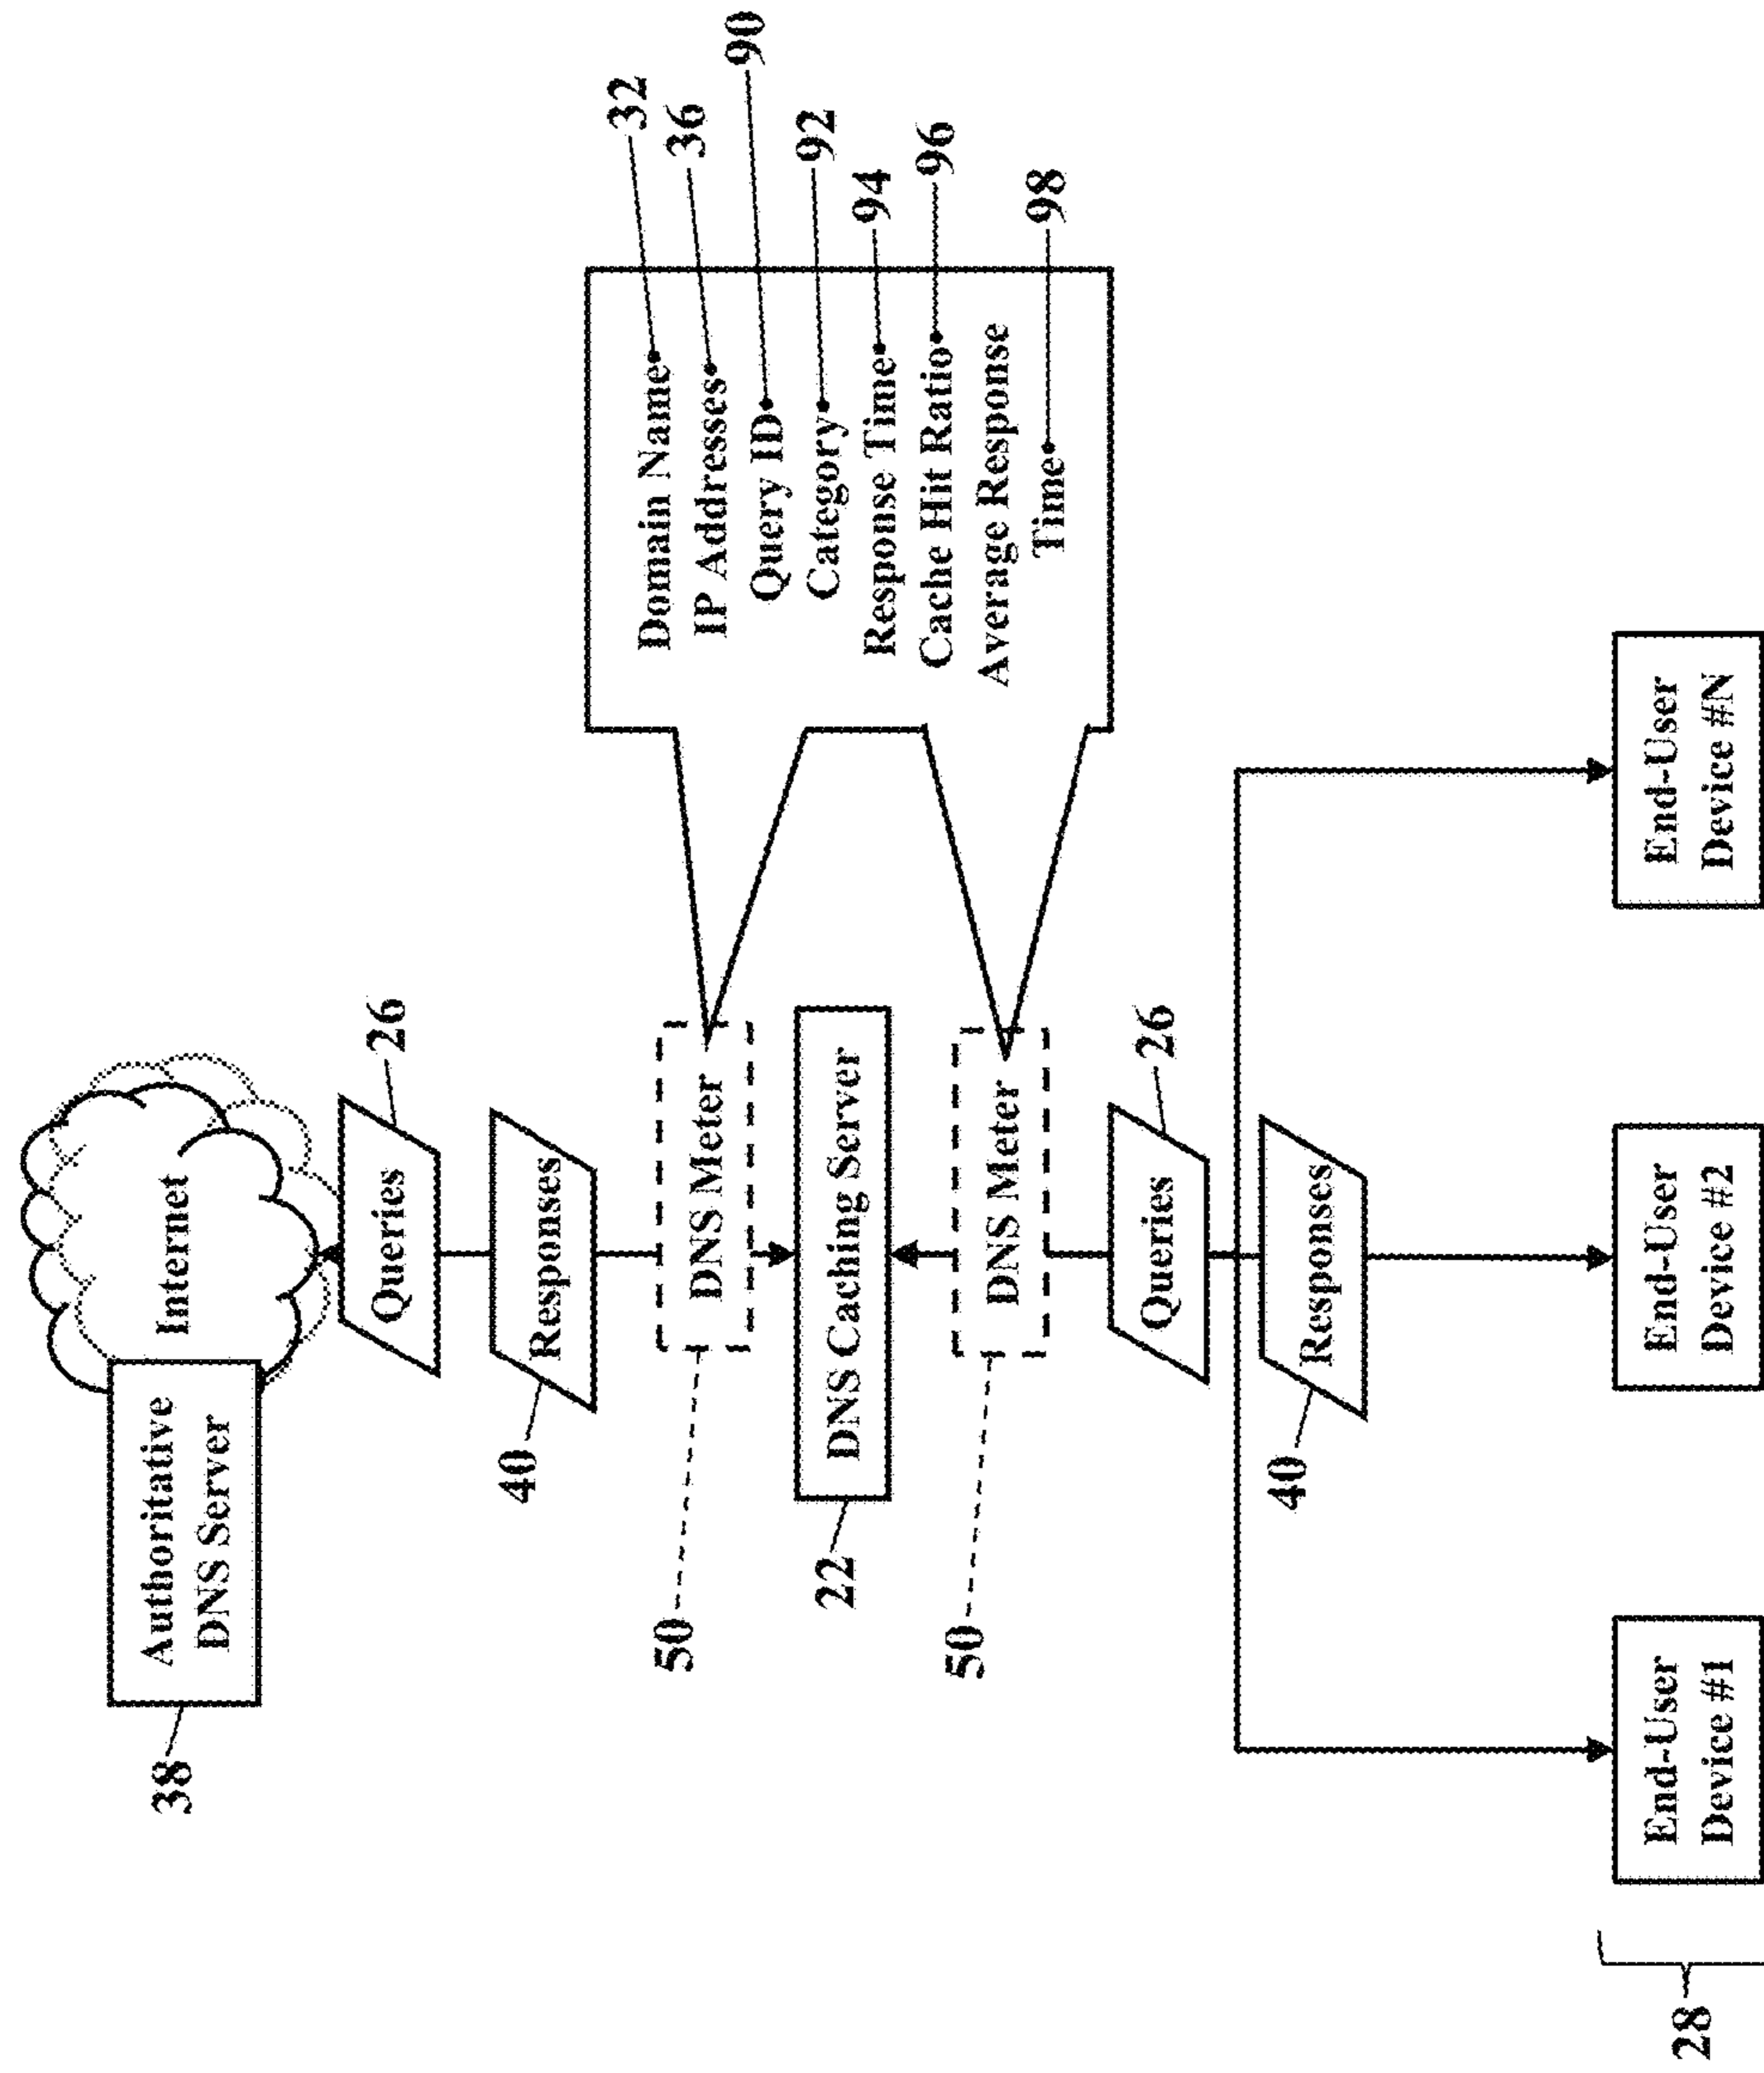 38
Authoritative
DNS Server
Internet
Queries
26
Responses
40
50
DNS Meter
22
DNS Caching Server
50
DNS Meter
Domain Name
32
IP Addresses
36
Query ID
90
Category
92
Response Time
94
Cache Hit Ratio
96
Average Response
Time
98
Queries
26
Responses
40
28
End-User
Device #1
End-User
Device #2
End-User
Device #N